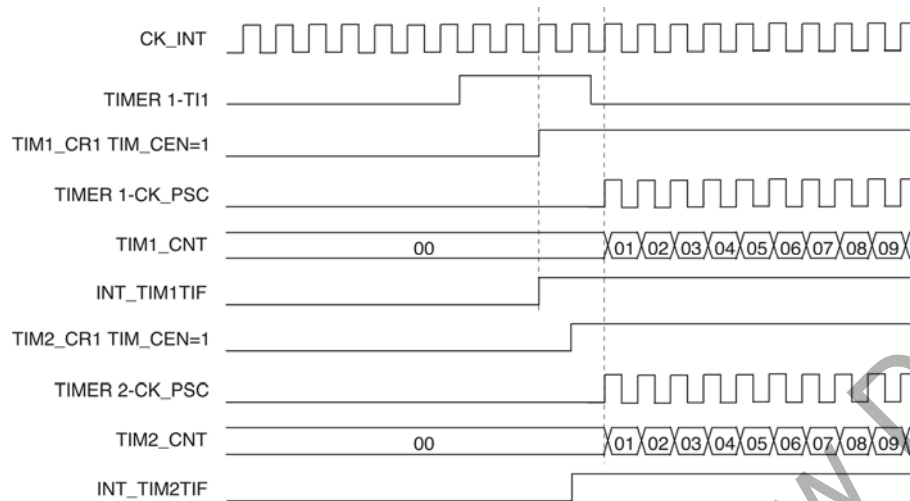 CK_INT
TIMER 1-TI1
TIM1_CR1 TIM_CEN=1
TIMER 1-CK_PSC
TIM1_CNT
00
01 02 03 04 05 06 07 08 09
INT_TIM1TIF
TIM2_CR1 TIM_CEN=1
TIMER 2-CK_PSC
TIM2_CNT
00
01 02 03 04 05 06 07 08 09
INT_TIM2TIF